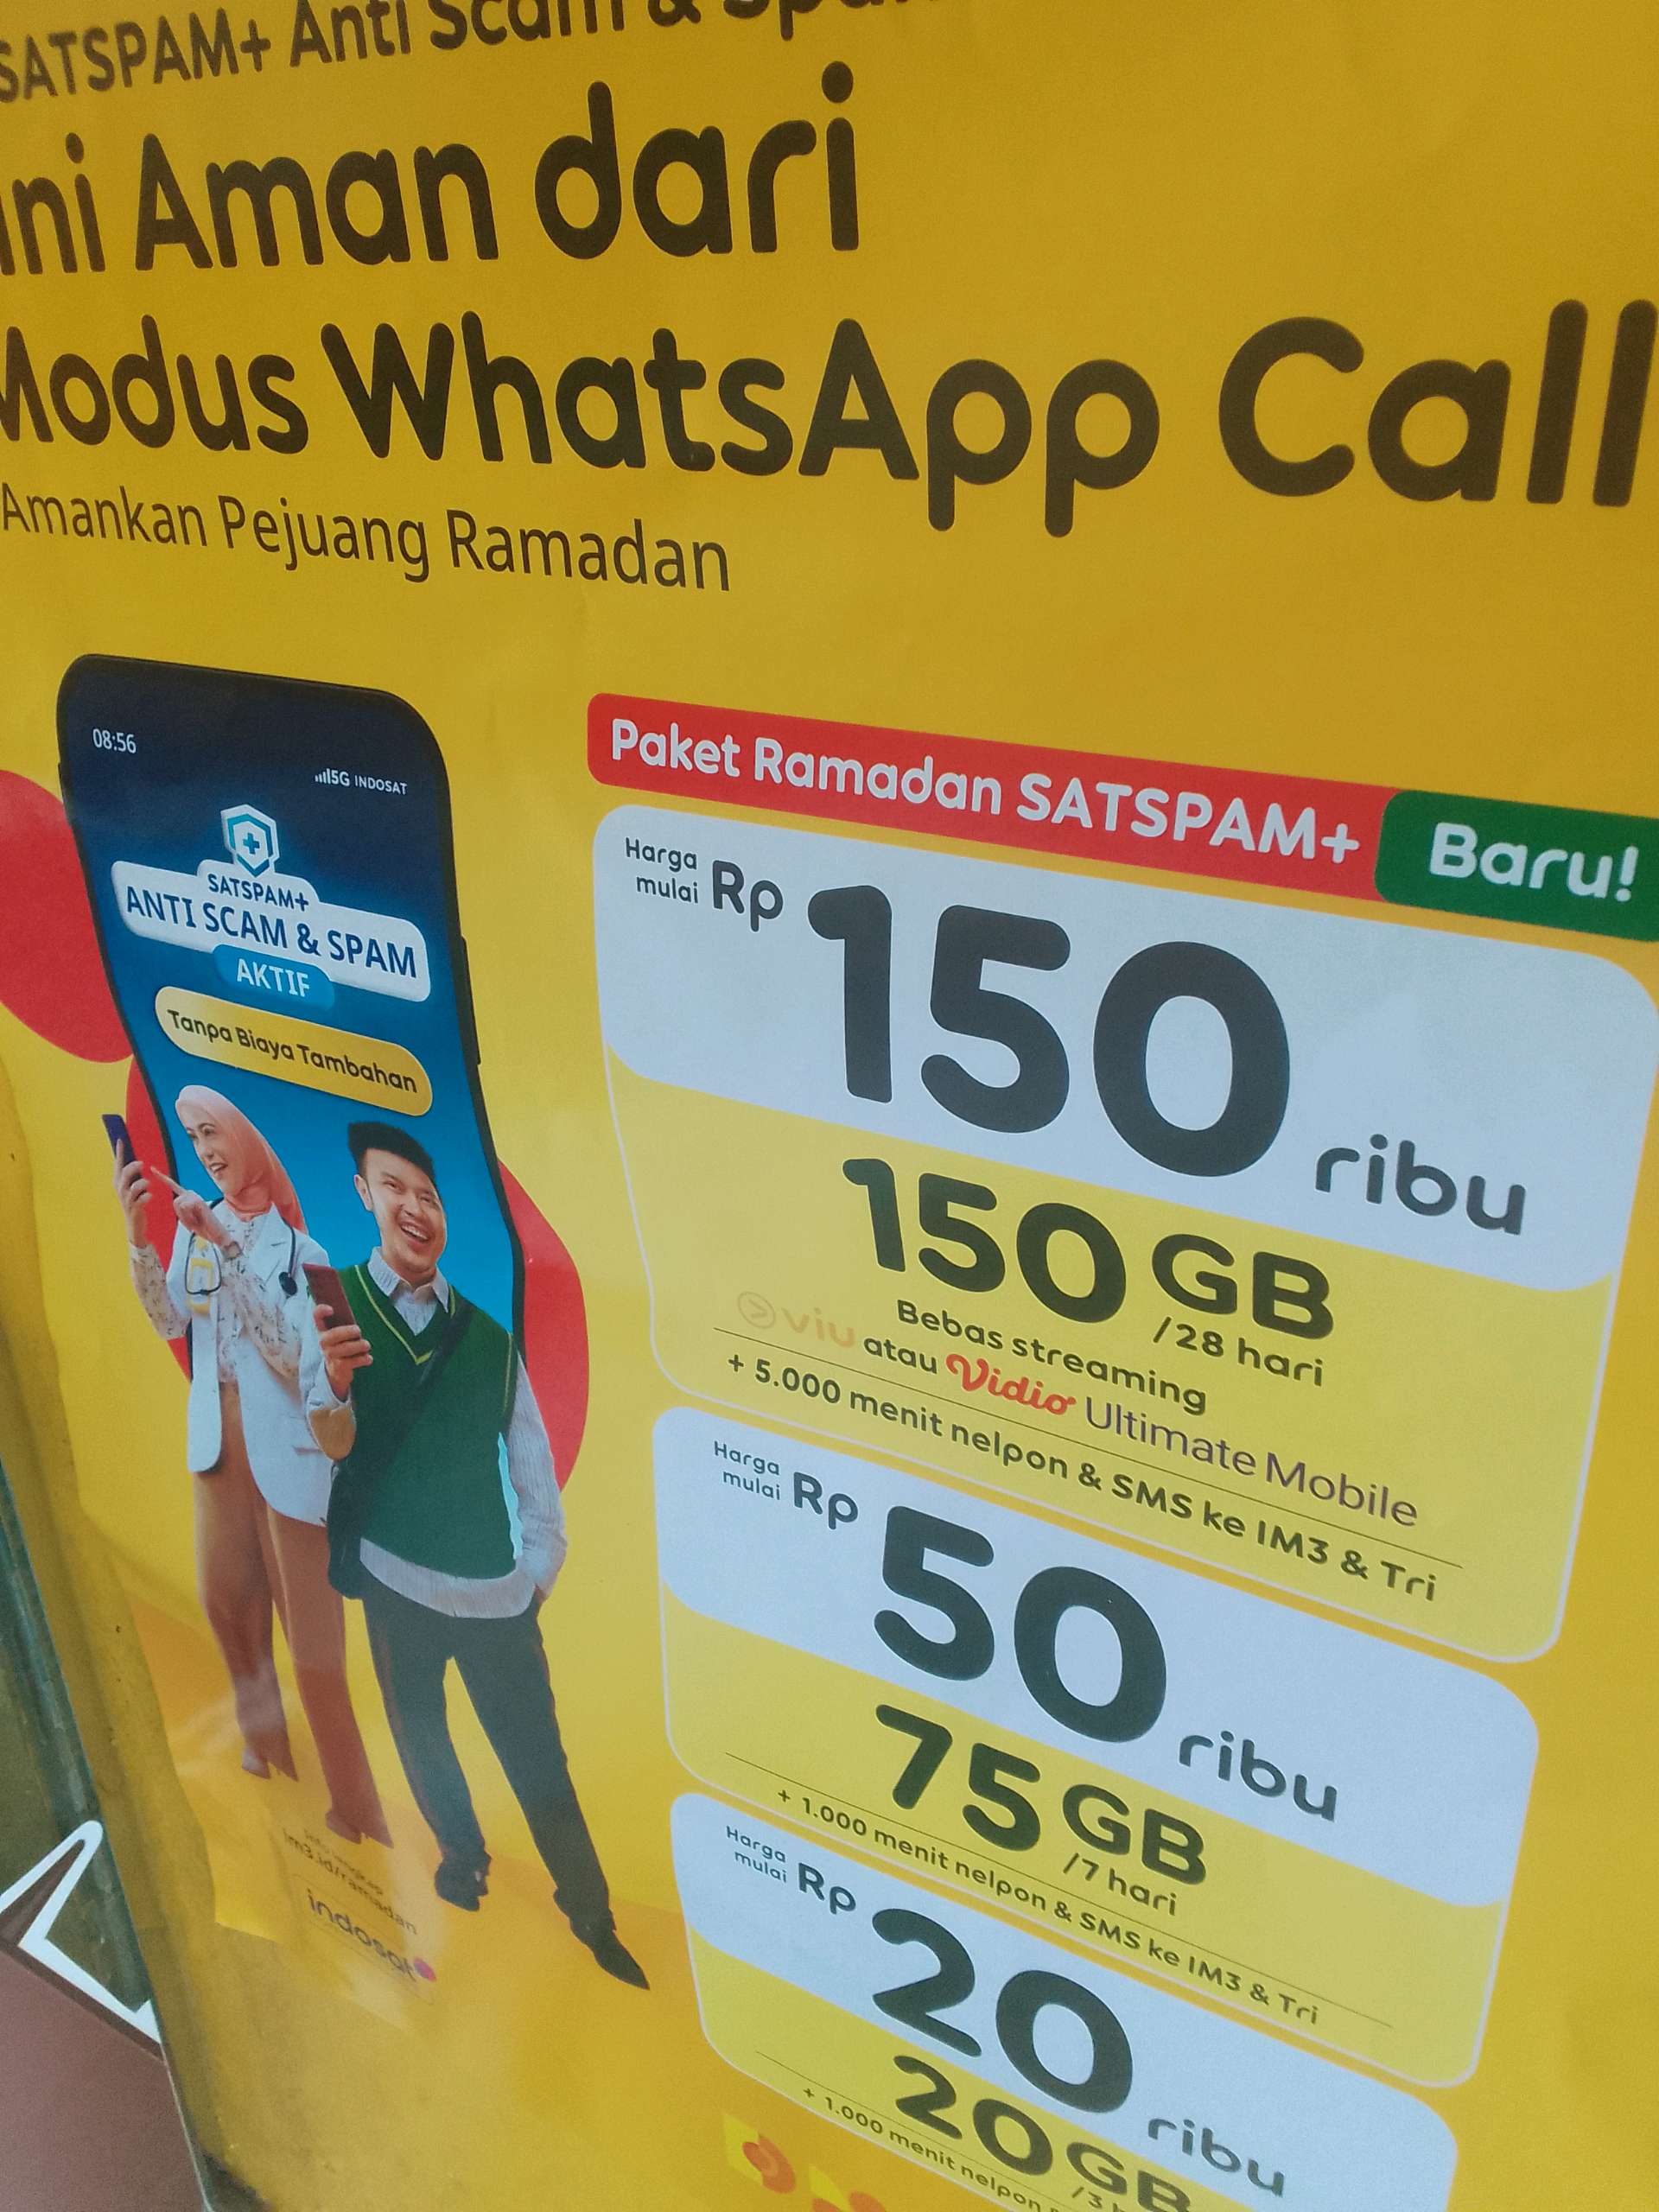 SATSPAM+ Anti Scam &
ini Aman dari
Modus WhatsApp Call
Amankan Pejuang Ramadan
08:56
5G INDOSAT
SATSPAM+
ANTI SCAM & SPAM
AKTIF
Tanpa Biaya Tambahan
im3.id/ramadan
indosat
Paket Ramadan SATSPAM+ Baru!
Harga mulai Rp 150 ribu
150 GB /28 hari
Bebas streaming
viu atau Vidio Ultimate Mobile
+ 5.000 menit nelpon & SMS ke IM3 & Tri
Harga mulai Rp 50 ribu
75 GB /7 hari
+ 1.000 menit nelpon & SMS ke IM3 & Tri
Harga mulai Rp 20 ribu
20 GB /3
+ 1.000 menit nelpon